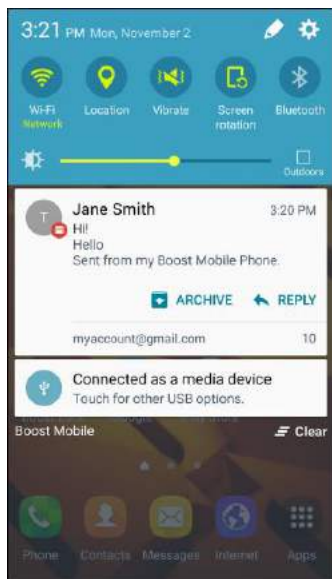 3:21 PM Mon, November 2
Wi-Fi Location Vibrate Screen Bluetooth
Network rotation
Outdoors
T Jane Smith 3:20 PM
Hi!
Hello
Sent from my Boost Mobile Phone.
ARCHIVE REPLY
myaccount@gmail.com 10
Connected as a media device
Touch for other USB options.
Boost Mobile Clear
Phone Contacts Messages Internet Apps